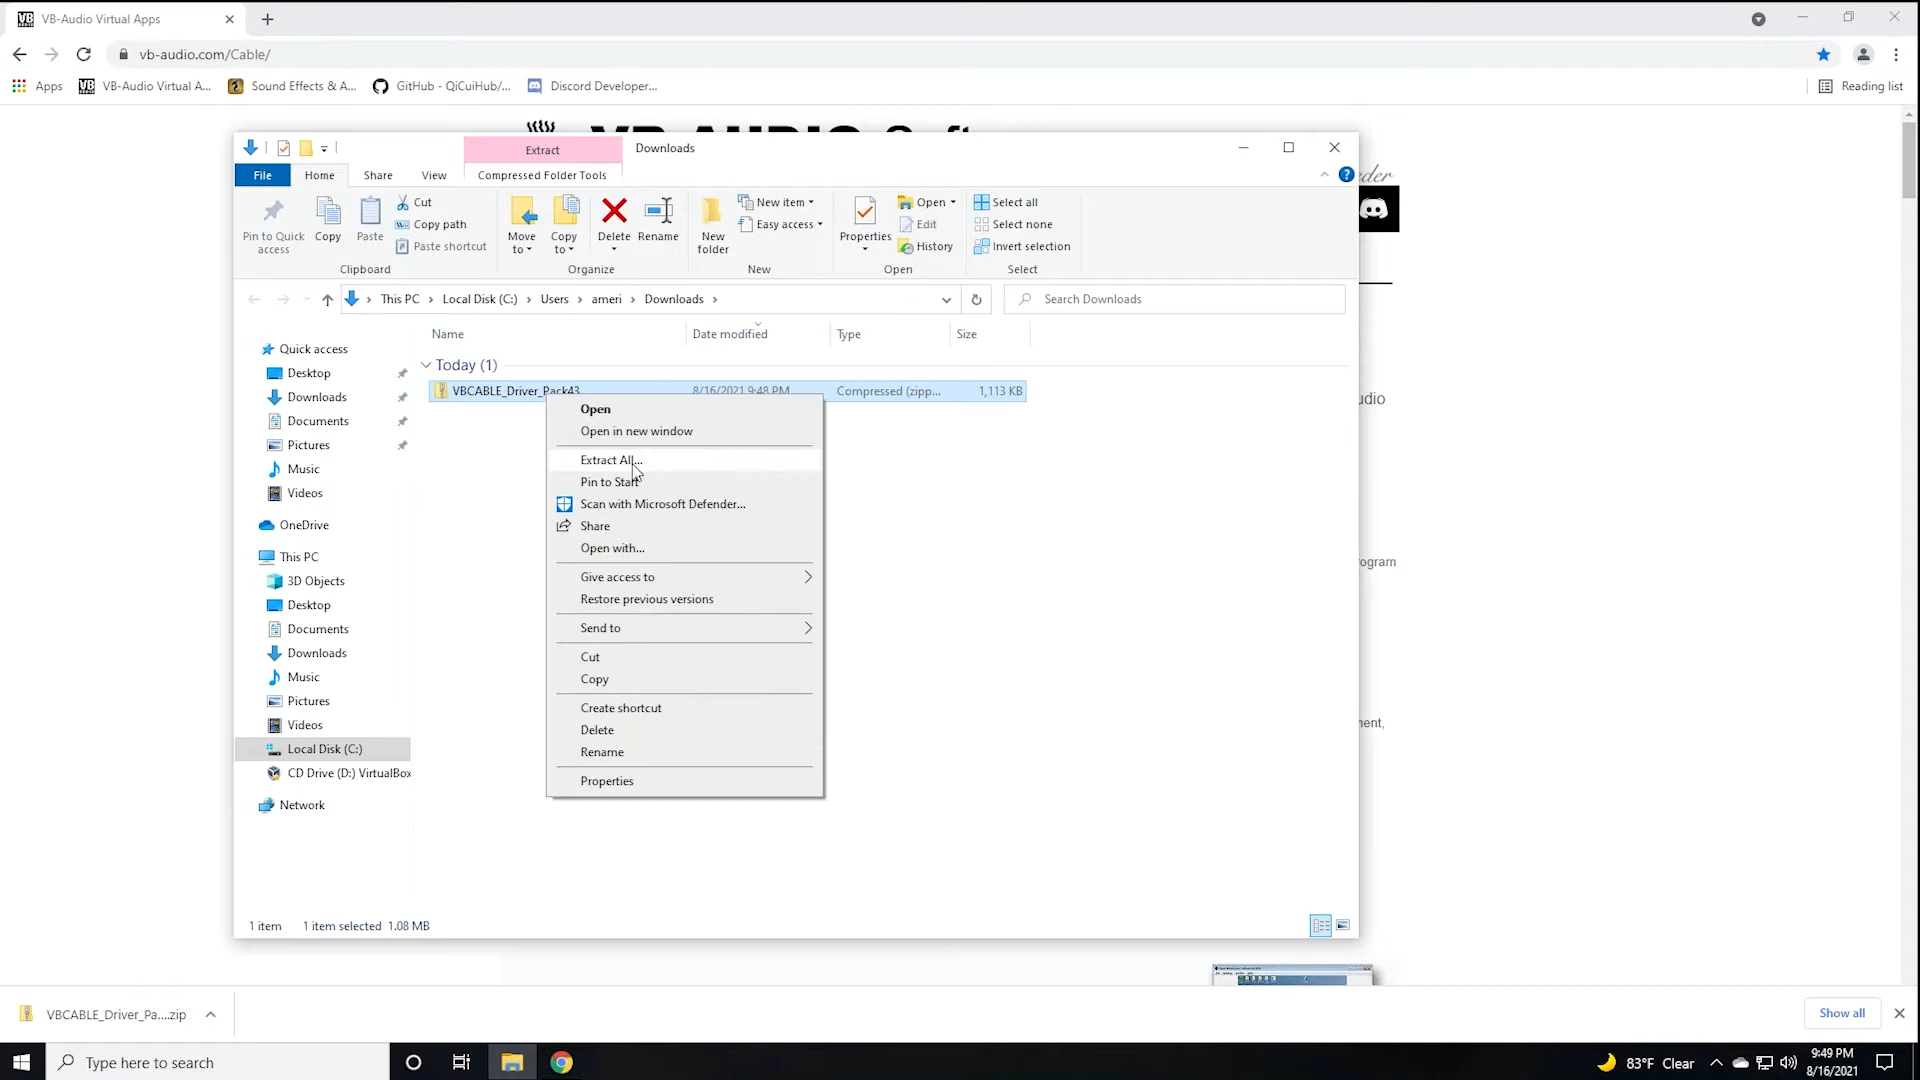 VB-Audio Virtual Apps
vb-audio.com/Cable/
Apps
VB-Audio Virtual A...
Sound Effects & A...
GitHub - QiCuiHub/...
Discord Developer...
Reading list
Extract
Downloads
File
Home
Share
View
Compressed Folder Tools
Pin to Quick access
Copy
Paste
Cut
Copy path
Paste shortcut
Clipboard
Move to
Copy to
Delete
Rename
Organize
New folder
New item
Easy access
New
Properties
Open
Edit
History
Open
Select all
Select none
Invert selection
Select
This PC
Local Disk (C:)
Users
ameri
Downloads
Search Downloads
Name
Date modified
Type
Size
Today (1)
VBCABLE_Driver_Pack43
8/16/2021 9:48 PM
Compressed (zipp...
1,113 KB
Quick access
Desktop
Downloads
Documents
Pictures
Music
Videos
OneDrive
This PC
3D Objects
Desktop
Documents
Downloads
Music
Pictures
Videos
Local Disk (C:)
CD Drive (D:) VirtualBox
Network
Open
Open in new window
Extract All...
Pin to Start
Scan with Microsoft Defender...
Share
Open with...
Give access to
Restore previous versions
Send to
Cut
Copy
Create shortcut
Delete
Rename
Properties
1 item
1 item selected 1.08 MB
VBCABLE_Driver_Pa....zip
Show all
Type here to search
83°F Clear
9:49 PM
8/16/2021